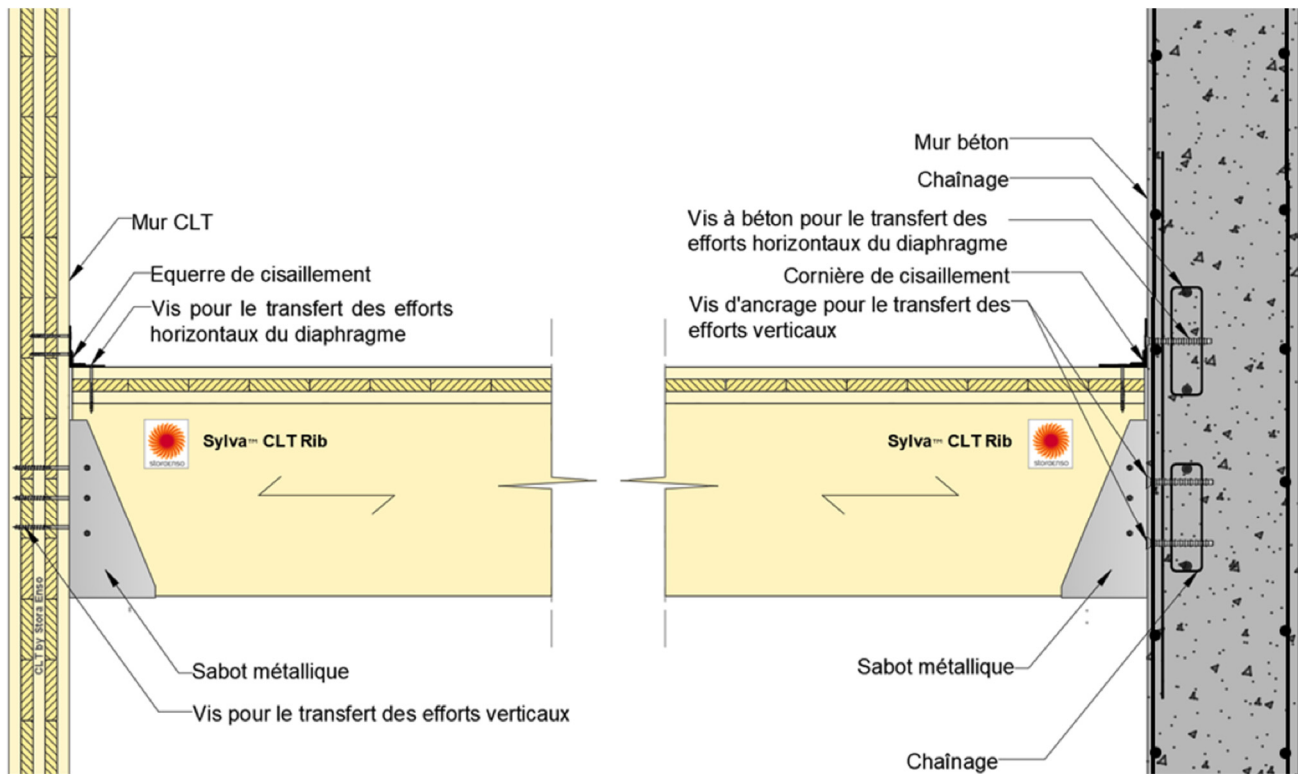 Mur CLT
Equerre de cisaillement
Vis pour le transfert des efforts
horizontaux du diaphragme
Mur béton
Chaînage
Vis à béton pour le transfert des
efforts horizontaux du diaphragme
Cornière de cisaillement
Vis d'ancrage pour le transfert des
efforts verticaux
storaenso
Sylva™ CLT Rib
Sylva™ CLT Rib
storaenso
CLT by Stora Enso
Sabot métallique
Vis pour le transfert des efforts verticaux
Sabot métallique
Chaînage